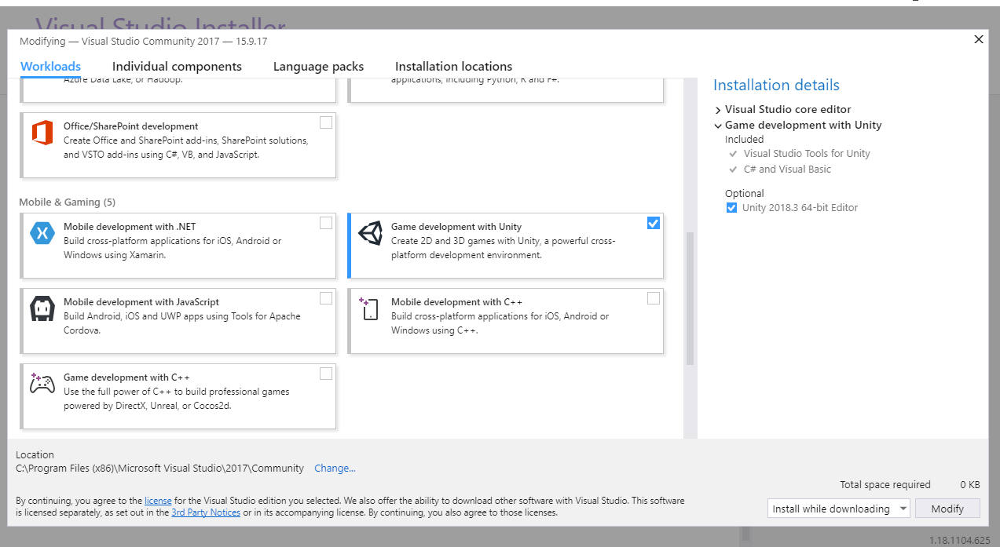 Visual Studio Installer
Modifying — Visual Studio Community 2017 — 15.9.17
Workloads
Individual components
Language packs
Installation locations
Azure Data Lake, or Hadoop.
applications, including Python, R and F#.
Office/SharePoint development
Create Office and SharePoint add-ins, SharePoint solutions,
and VSTO add-ins using C#, VB, and JavaScript.
Mobile & Gaming (5)
Mobile development with .NET
Build cross-platform applications for iOS, Android or
Windows using Xamarin.
Game development with Unity
Create 2D and 3D games with Unity, a powerful cross-
platform development environment.
Mobile development with JavaScript
Build Android, iOS and UWP apps using Tools for Apache
Cordova.
Mobile development with C++
Build cross-platform applications for iOS, Android or
Windows using C++.
Game development with C++
Use the full power of C++ to build professional games
powered by DirectX, Unreal, or Cocos2d.
Installation details
Visual Studio core editor
Game development with Unity
Included
Visual Studio Tools for Unity
C# and Visual Basic
Optional
Unity 2018.3 64-bit Editor
Location
C:\Program Files (x86)\Microsoft Visual Studio\2017\Community
Change...
Total space required
0 KB
By continuing, you agree to the license for the Visual Studio edition you selected. We also offer the ability to download other software with Visual Studio. This software
is licensed separately, as set out in the 3rd Party Notices or in its accompanying license. By continuing, you also agree to those licenses.
Install while downloading
Modify
1.18.1104.625